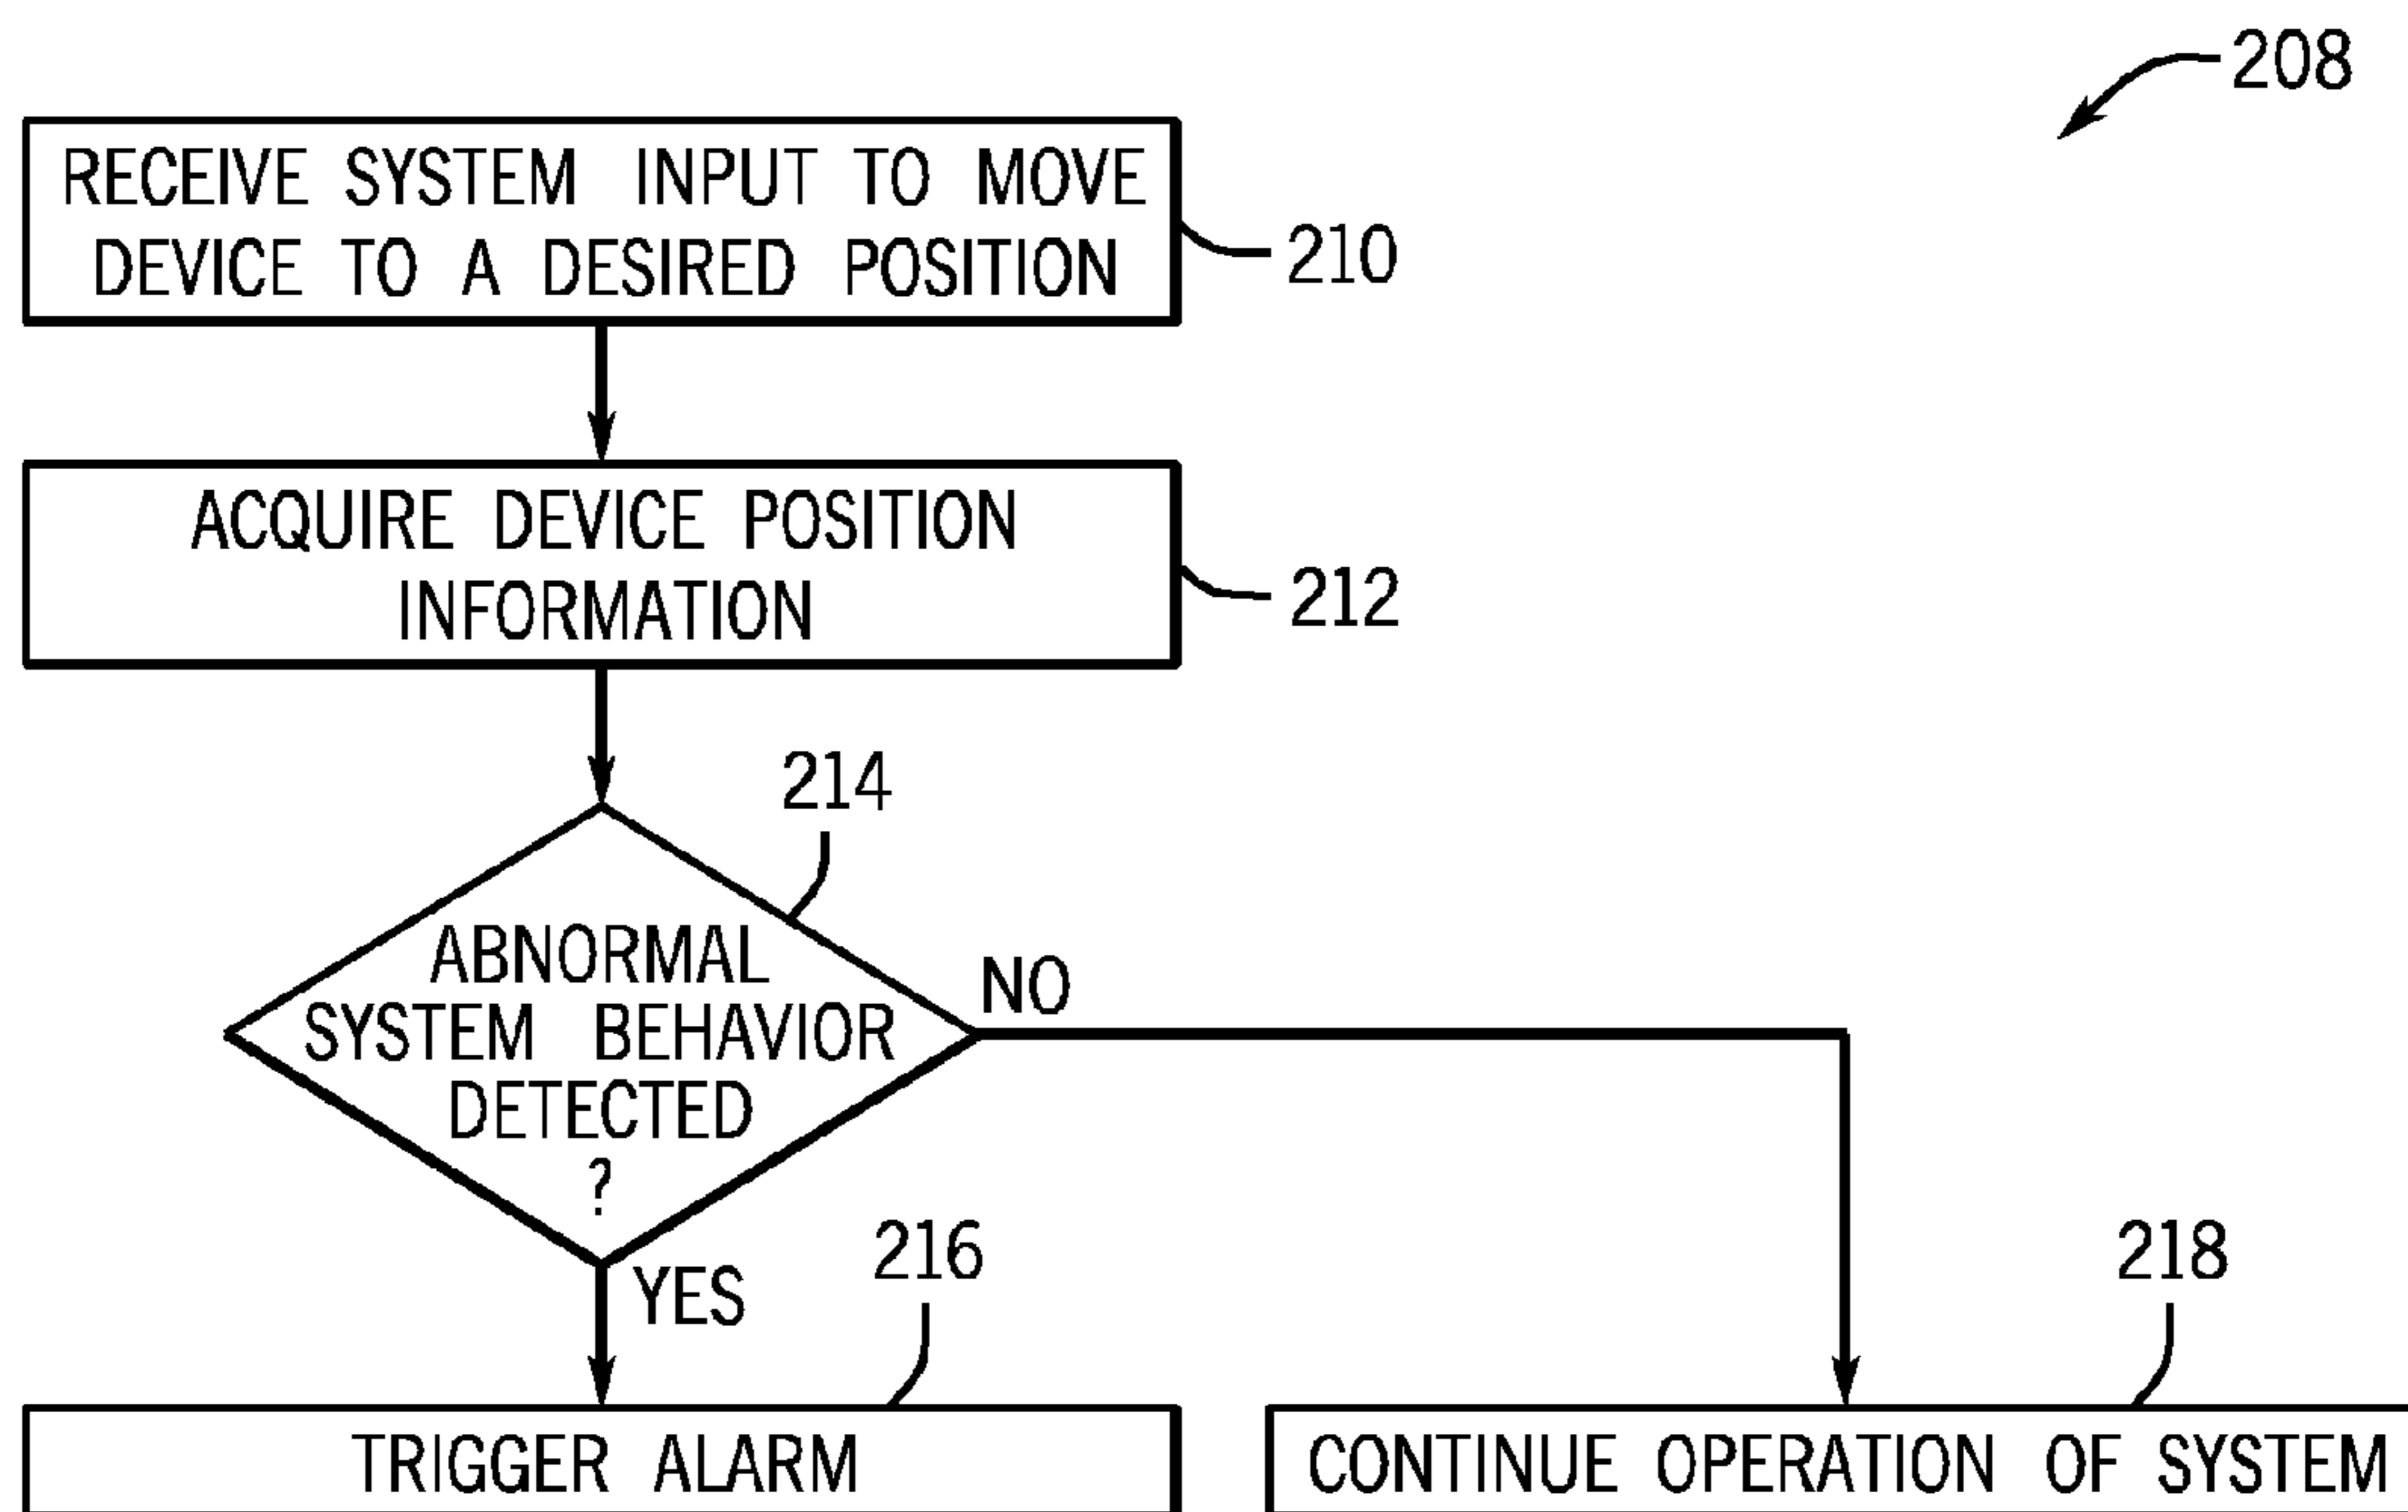 208
RECEIVE SYSTEM INPUT TO MOVE
DEVICE TO A DESIRED POSITION
210
ACQUIRE DEVICE POSITION
INFORMATION
212
214
ABNORMAL
SYSTEM BEHAVIOR
DETECTED
?
NO
YES
216
218
TRIGGER ALARM
CONTINUE OPERATION OF SYSTEM